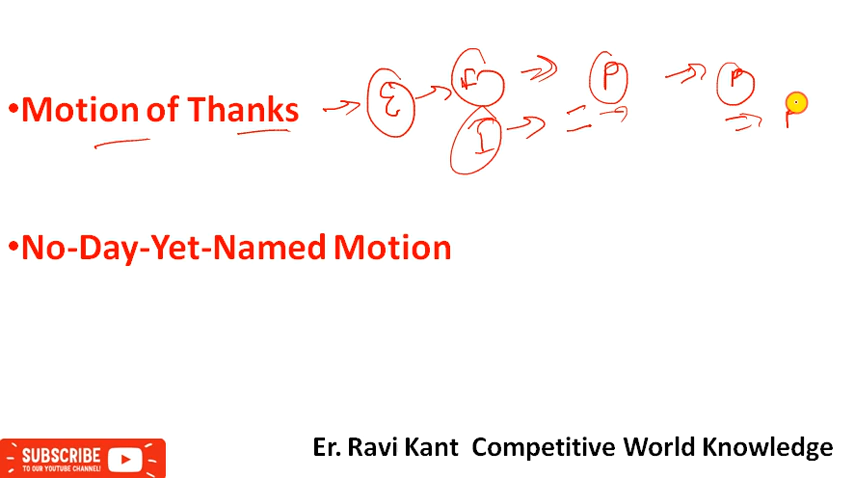 •Motion of Thanks → E → F → P → P
I →
•No-Day-Yet-Named Motion
SUBSCRIBE
TO OUR YOUTUBE CHANNEL!
Er. Ravi Kant Competitive World Knowledge